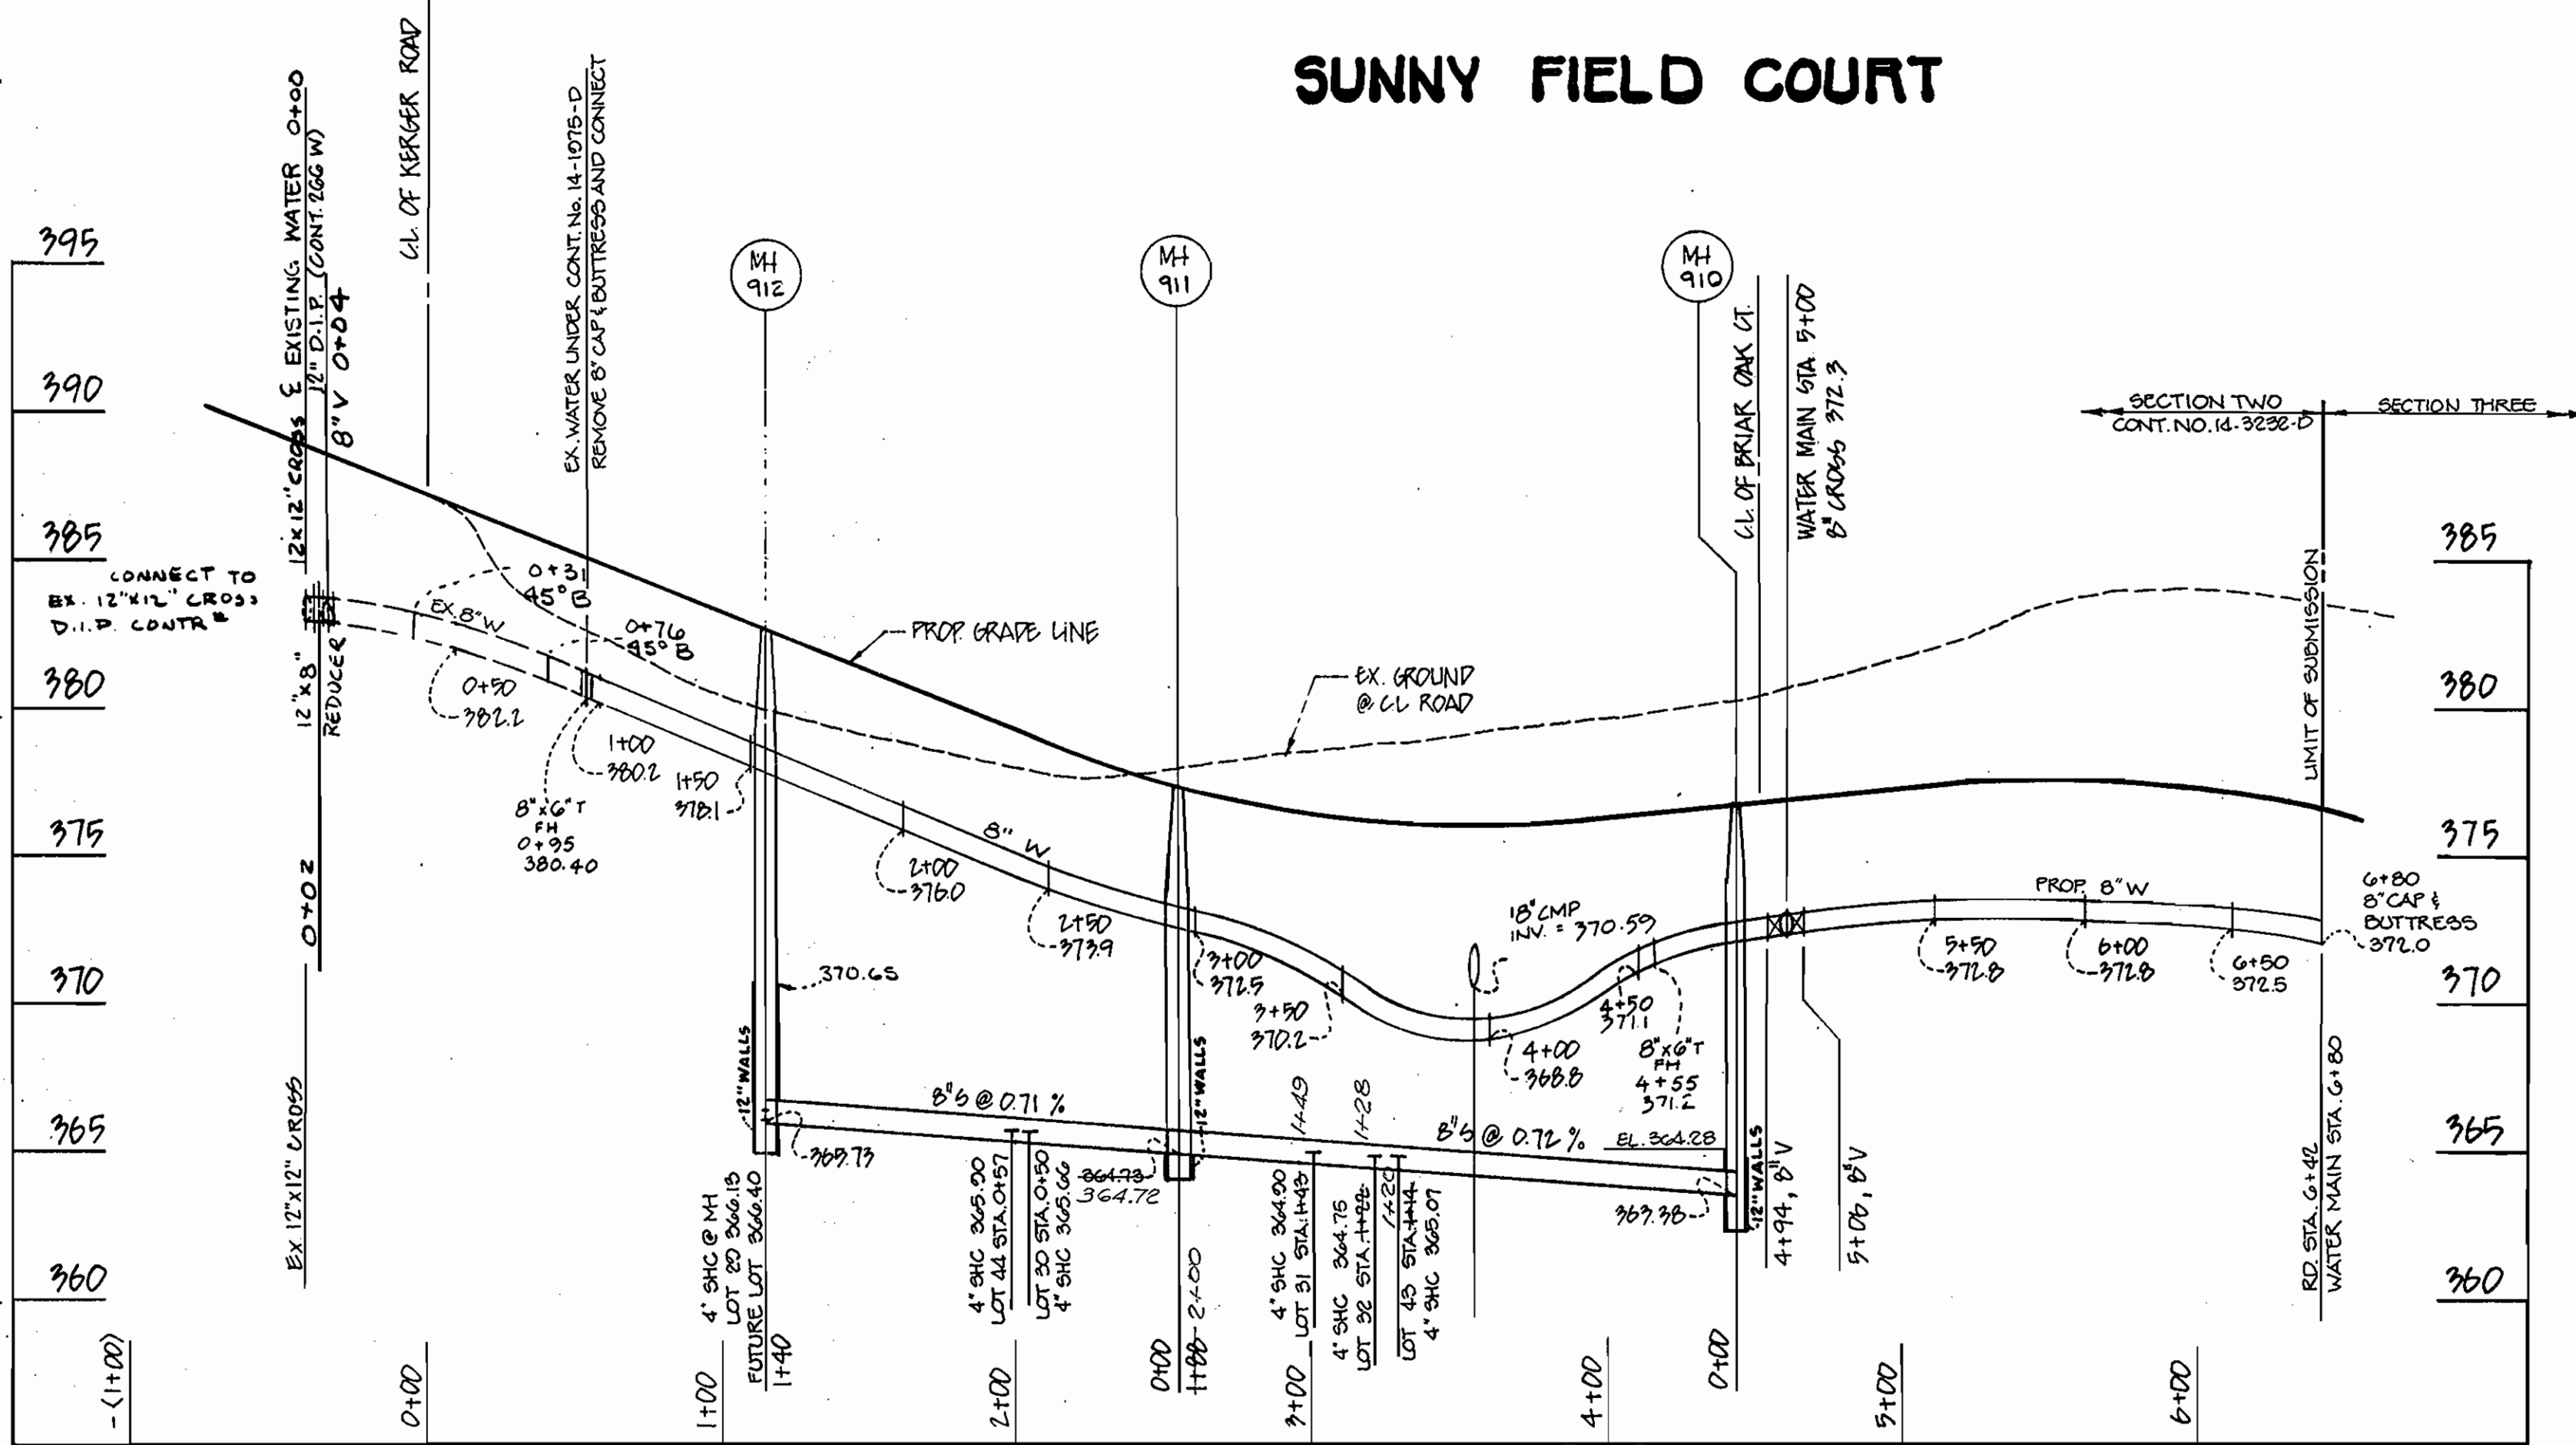 SUNNY FIELD COURT
12"X12" CROSS ℄ EXISTING WATER 0+00
12" D.I.P. (CONT. 266 W)
8" V 0+04
C.L. OF KERGER ROAD
EX. WATER UNDER CONT. No. 14-1975-D
REMOVE 8" CAP & BUTTRESS AND CONNECT
MH
912
MH
911
MH
910
C.L. OF BRIAR OAK CT.
WATER MAIN STA. 5+00
8" CROSS 372.3
SECTION TWO
CONT. NO. 14-3232-D
SECTION THREE
LIMIT OF SUBMISSION
395
390
385
380
375
370
365
360
385
380
375
370
365
360
CONNECT TO
EX. 12"X12" CROSS
D.I.P. CONTR #
12"X8"
REDUCER
0+02
EX. 12"X12" CROSS
EX. 8" W
0+31
45° B
0+76
45° B
0+50
382.2
1+00
380.2
8"X6" T
FH
0+95
380.40
1+50
378.1
PROP. GRADE LINE
EX. GROUND
@ CL ROAD
2+00
376.0
8" W
2+50
373.9
370.65
3+00
372.5
3+50
370.2
18" CMP
INV. = 370.59
4+00
368.8
4+50
371.1
8"X6" T
FH
4+55
371.2
PROP. 8" W
5+50
372.8
6+00
372.8
6+50
372.5
6+80
8" CAP &
BUTTRESS
372.0
12" WALLS
12" WALLS
12" WALLS
8" S @ 0.71 %
8" S @ 0.72 %
EL. 364.28
365.73
364.73
364.72
363.38
4" SHC @ MH
LOT 29 366.13
FUTURE LOT 366.40
1+40
4" SHC 365.90
LOT 44 STA. 0+57
LOT 30 STA. 0+50
4" SHC 365.66
0+00
1+88 2+00
1+49
4" SHC 364.90
LOT 31 STA. 1+43
1+28
4" SHC 364.75
LOT 32 STA. 1+22
1+20
LOT 43 STA. 1+14
4" SHC 365.07
0+00
4+94, 8" V
5+06, 8" V
RD. STA. 6+42
WATER MAIN STA. 6+80
-(1+00)
0+00
1+00
2+00
3+00
4+00
5+00
6+00